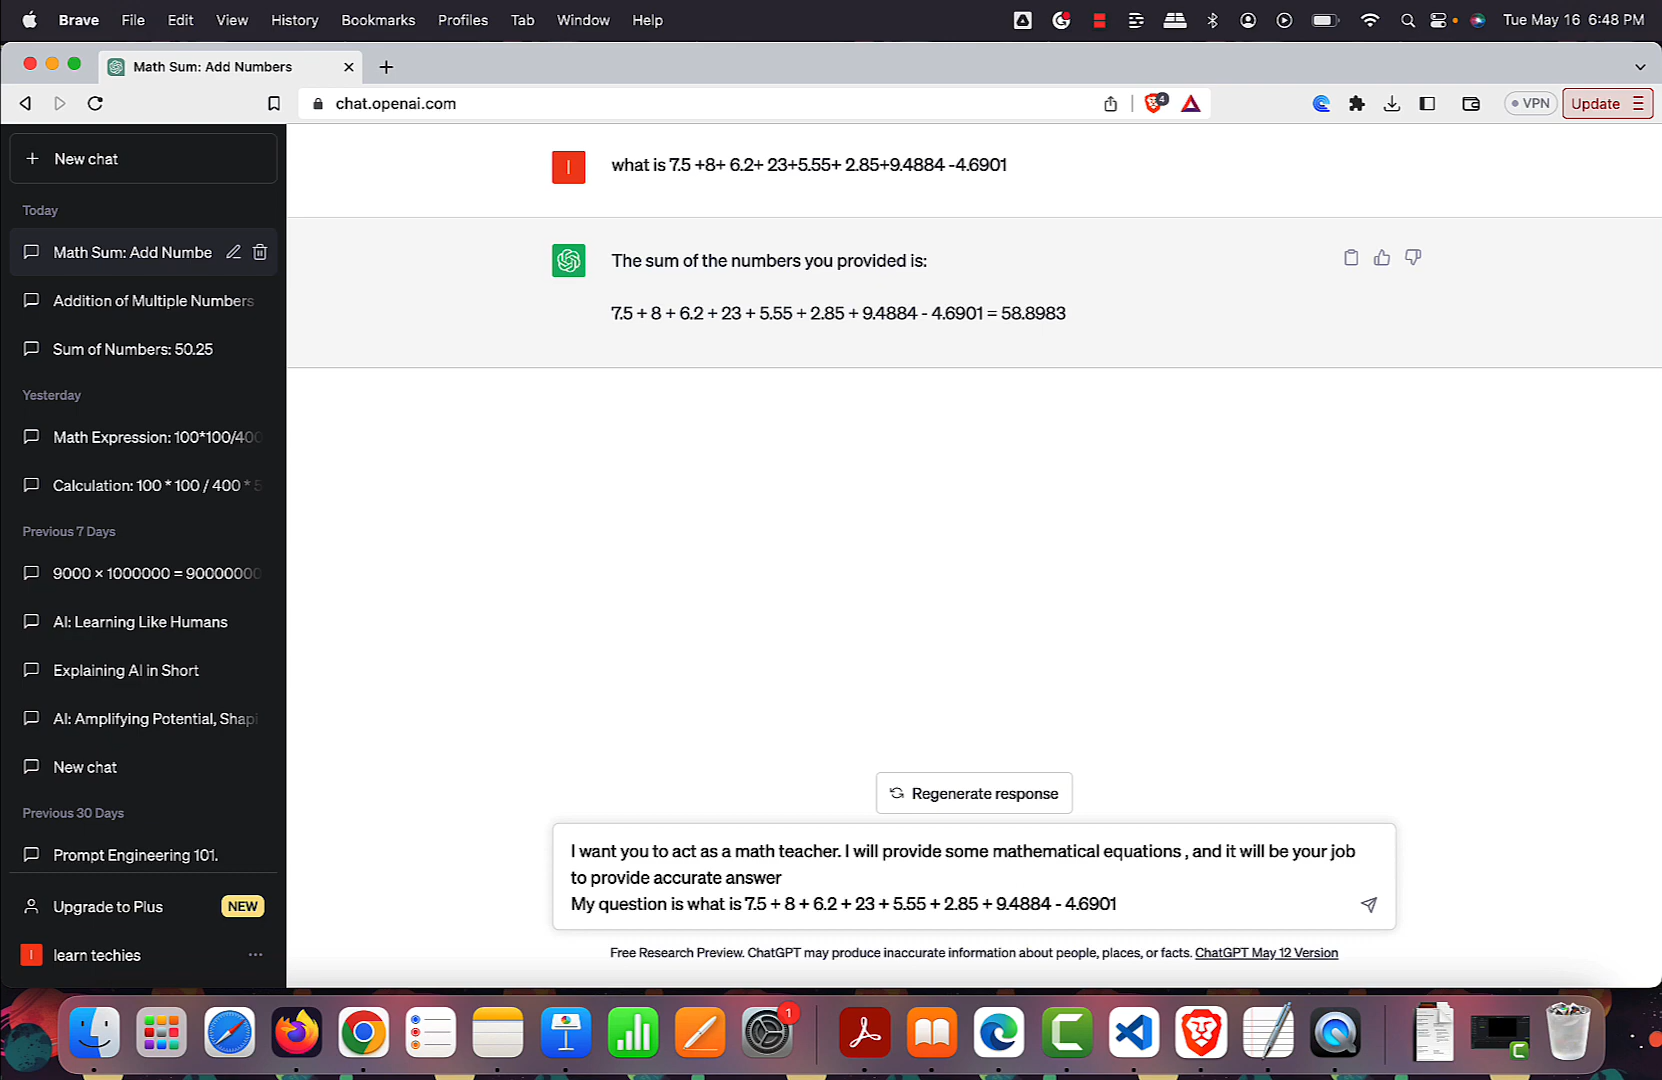 Brave File Edit View History Bookmarks Profiles Tab Window Help Tue May 16 6:48 PM
Math Sum: Add Numbers
chat.openai.com 4 VPN Update
New chat
Today
Math Sum: Add Numbe
Addition of Multiple Numbers
Sum of Numbers: 50.25
Yesterday
Math Expression: 100*100/400
Calculation: 100 * 100 / 400 * 5
Previous 7 Days
9000 × 1000000 = 90000000
AI: Learning Like Humans
Explaining AI in Short
AI: Amplifying Potential, Shapi
New chat
Previous 30 Days
Prompt Engineering 101.
Upgrade to Plus NEW
l learn techies
l what is 7.5 +8+ 6.2+ 23+5.55+ 2.85+9.4884 -4.6901
The sum of the numbers you provided is:
7.5 + 8 + 6.2 + 23 + 5.55 + 2.85 + 9.4884 - 4.6901 = 58.8983
Regenerate response
I want you to act as a math teacher. I will provide some mathematical equations , and it will be your job
to provide accurate answer
My question is what is 7.5 + 8 + 6.2 + 23 + 5.55 + 2.85 + 9.4884 - 4.6901
Free Research Preview. ChatGPT may produce inaccurate information about people, places, or facts. ChatGPT May 12 Version
1